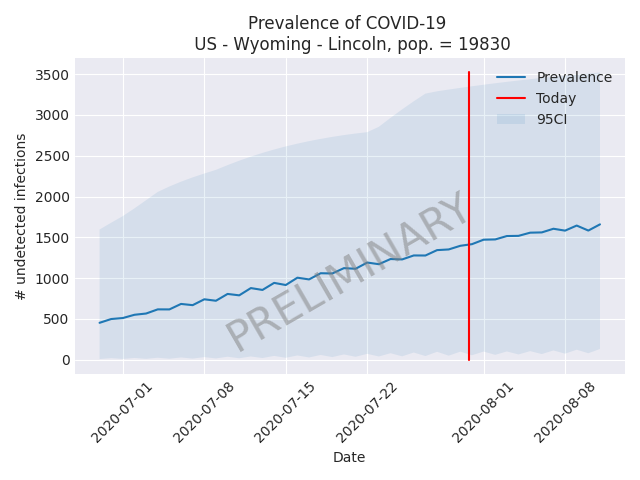 Prevalence of COVID-19
US - Wyoming - Lincoln, pop. = 19830
3500
3000
2500
2000
1500
1000
500
0
# undetected infections
Prevalence
Today
95CI
PRELIMINARY
2020-07-01
2020-07-08
2020-07-15
2020-07-22
2020-08-01
2020-08-08
Date